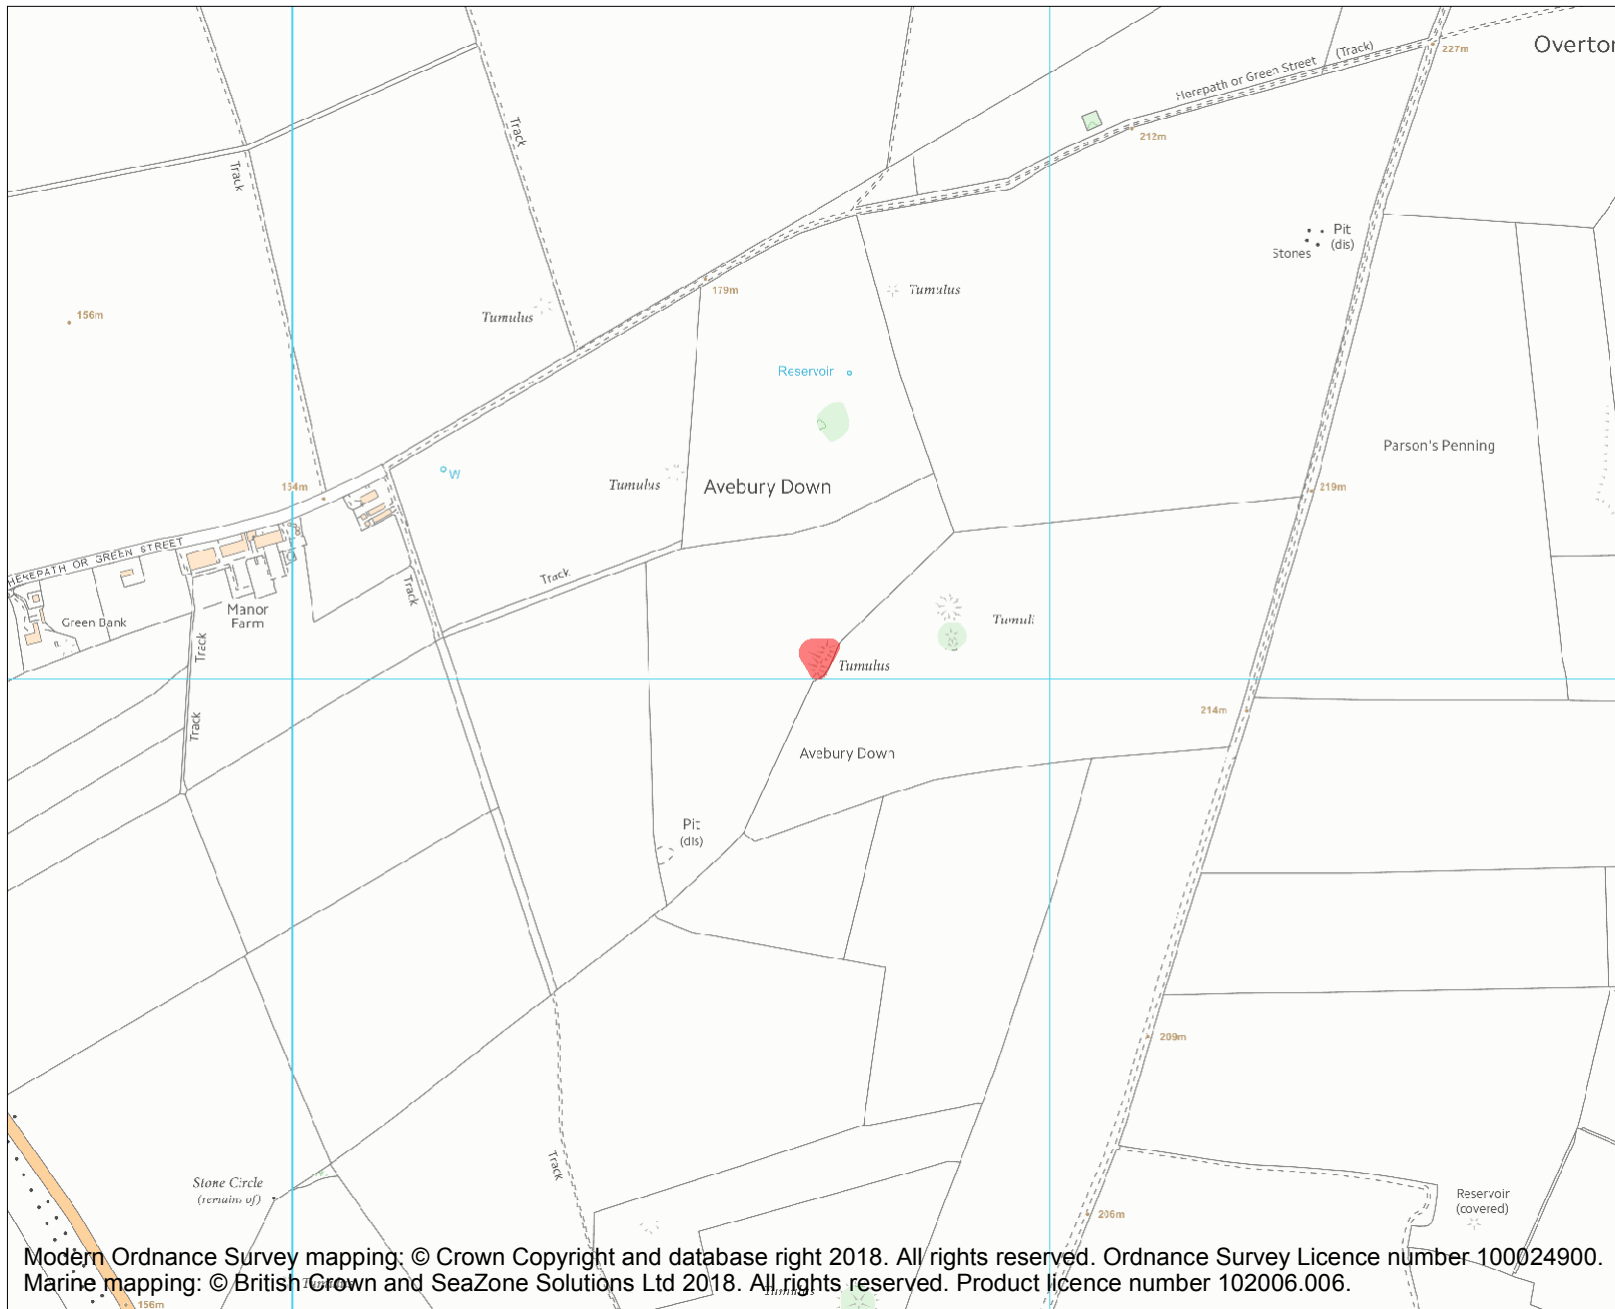 Overton
227m
(Track)
Herepath or Green Street
212m
Track
Track
Pit
(dis)
Stones
179m
Tumulus
156m
Tumulus
Reservoir
Parson's Penning
W
Tumulus
Avebury Down
219m
HEREPATH OR GREEN STREET
Track
Track
Manor
Farm
Green Bank
Tumuli
Track
Tumulus
214m
Track
Avebury Down
Pit
(dis)
209m
Track
Stone Circle
(remains of)
Reservoir
(covered)
206m
Modern Ordnance Survey mapping: © Crown Copyright and database right 2018. All rights reserved. Ordnance Survey Licence number 100024900.
Marine mapping: © British Crown and SeaZone Solutions Ltd 2018. All rights reserved. Product licence number 102006.006.
Tumulus
Tumulus
156m